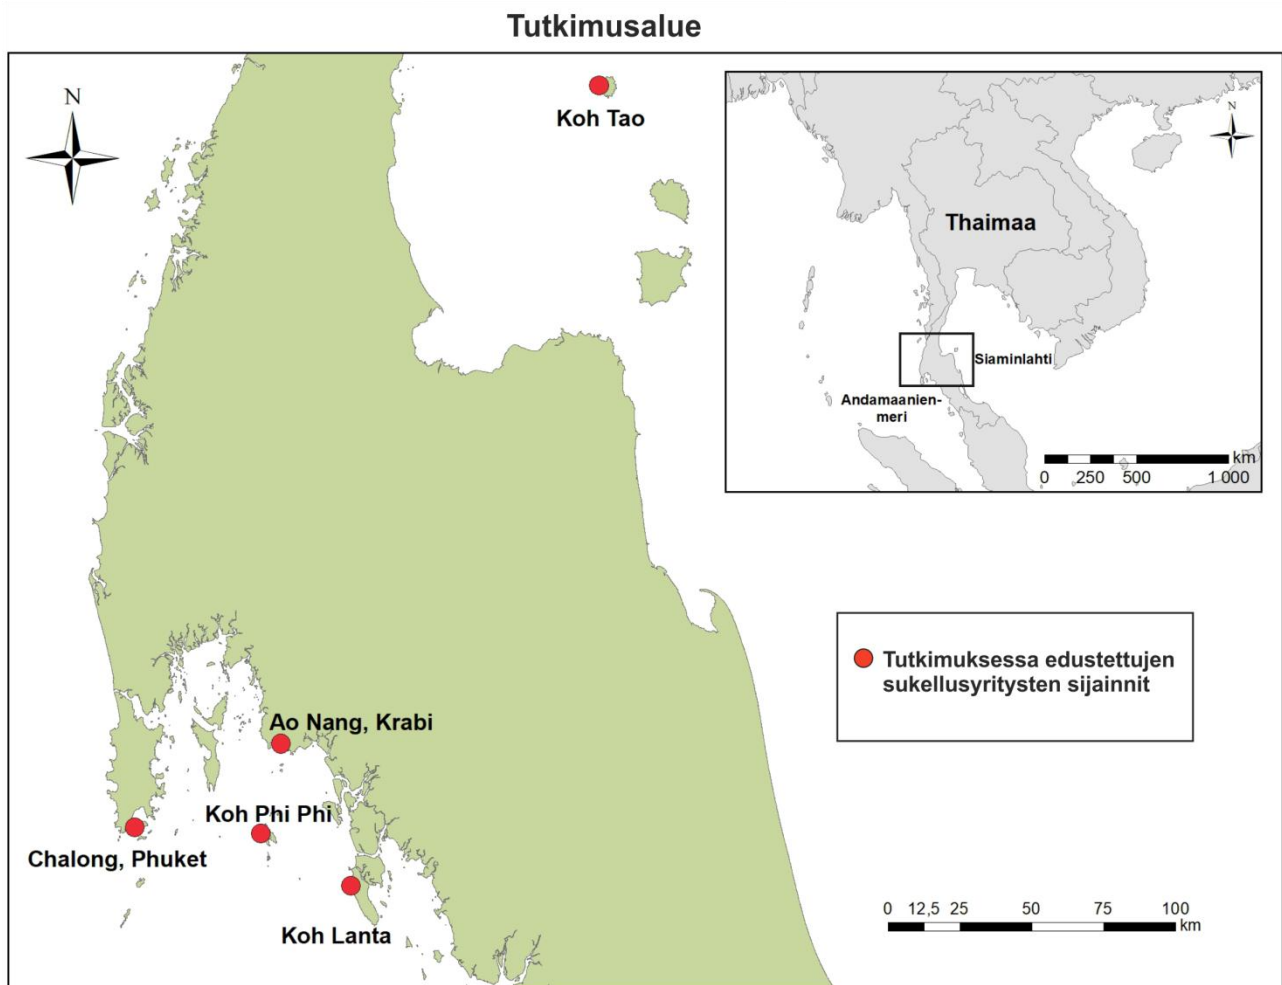 Tutkimusalue
N
Koh Tao
N
Thaimaa
Siaminlahti
Andamaanien-
meri
km
0 250 500 1 000
Tutkimuksessa edustettujen
sukellusyritysten sijainnit
Ao Nang, Krabi
Koh Phi Phi
Chalong, Phuket
Koh Lanta
0 12,5 25 50 75 100
km